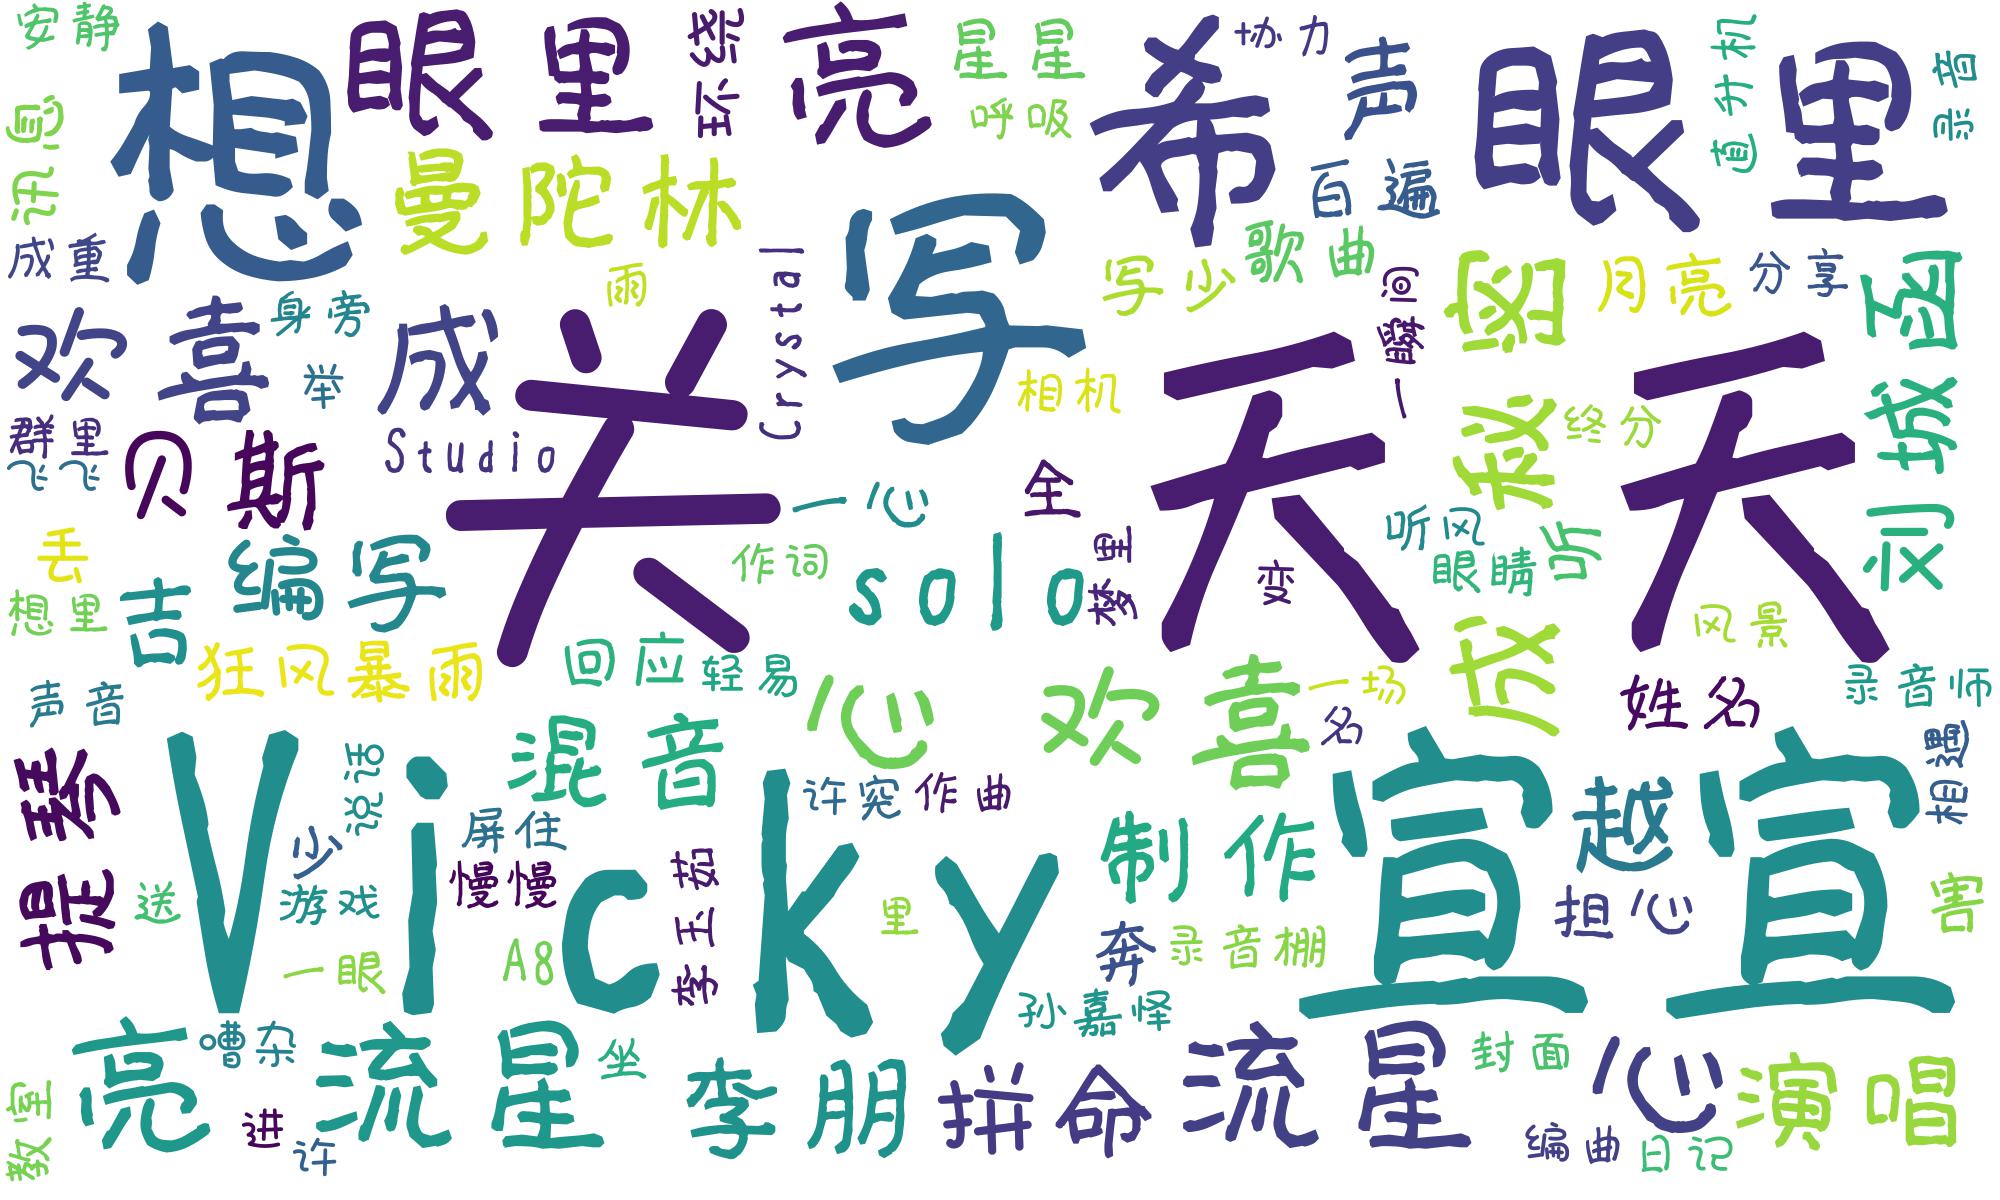 安静
想
眼里
环绕
亮
星星
呼吸
希
协力
声
百遍
眼里
直升机
录音
讯息
曼陀林
写
写少
歌曲
一瞬间
秘密
月亮
分享
刘城函
成重
身旁
雨
Crystal
欢喜
举
成
关
相机
天天
终分
群里
飞飞
贝斯
Studio
一心
全
梦里
听风
眼睛
听
对
丢
编写
作词
solo
想里
吉
狂风暴雨
回应
轻易
心
欢喜
一场
名
成
风景
姓名
录音师
声音
提琴
Vicky
说话
混音
许窕
作曲
宣宣
越
相遇
少
屏住
慢慢
李玉茹
制作
担心
送
游戏
一眼
A8
里
奔
录音棚
害
孙嘉怿
亮
嘈杂
流星
坐
李朋
拼命
流星
封面
心
演唱
教室
进
许
编曲
日记